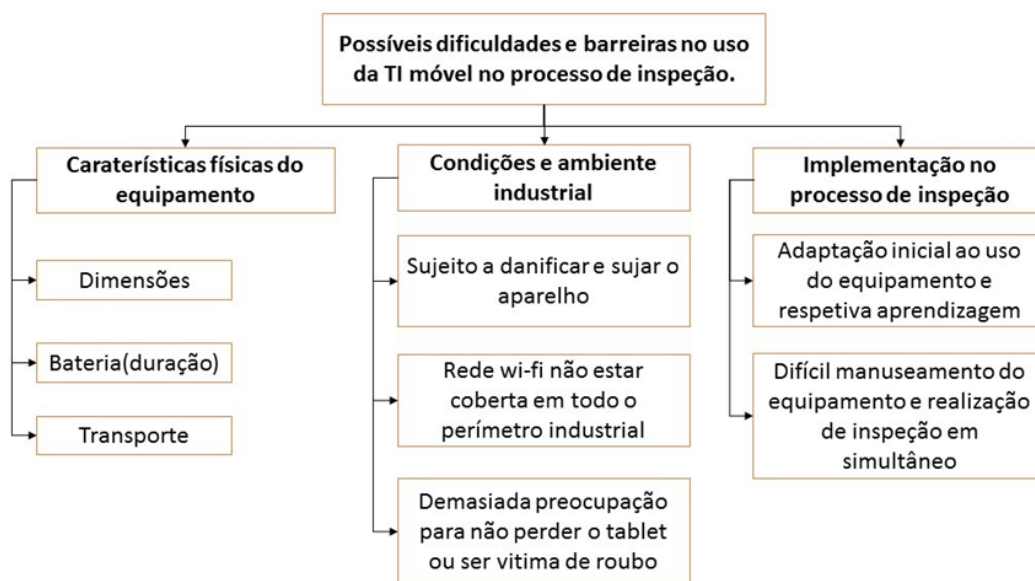 Possíveis dificuldades e barreiras no uso
da TI móvel no processo de inspeção.
Caraterísticas físicas do
equipamento
Dimensões
Bateria(duração)
Transporte
Condições e ambiente
industrial
Sujeito a danificar e sujar o
aparelho
Rede wi-fi não estar
coberta em todo o
perímetro industrial
Demasiada preocupação
para não perder o tablet
ou ser vitima de roubo
Implementação no
processo de inspeção
Adaptação inicial ao uso
do equipamento e
respetiva aprendizagem
Difícil manuseamento do
equipamento e realização
de inspeção em
simultâneo